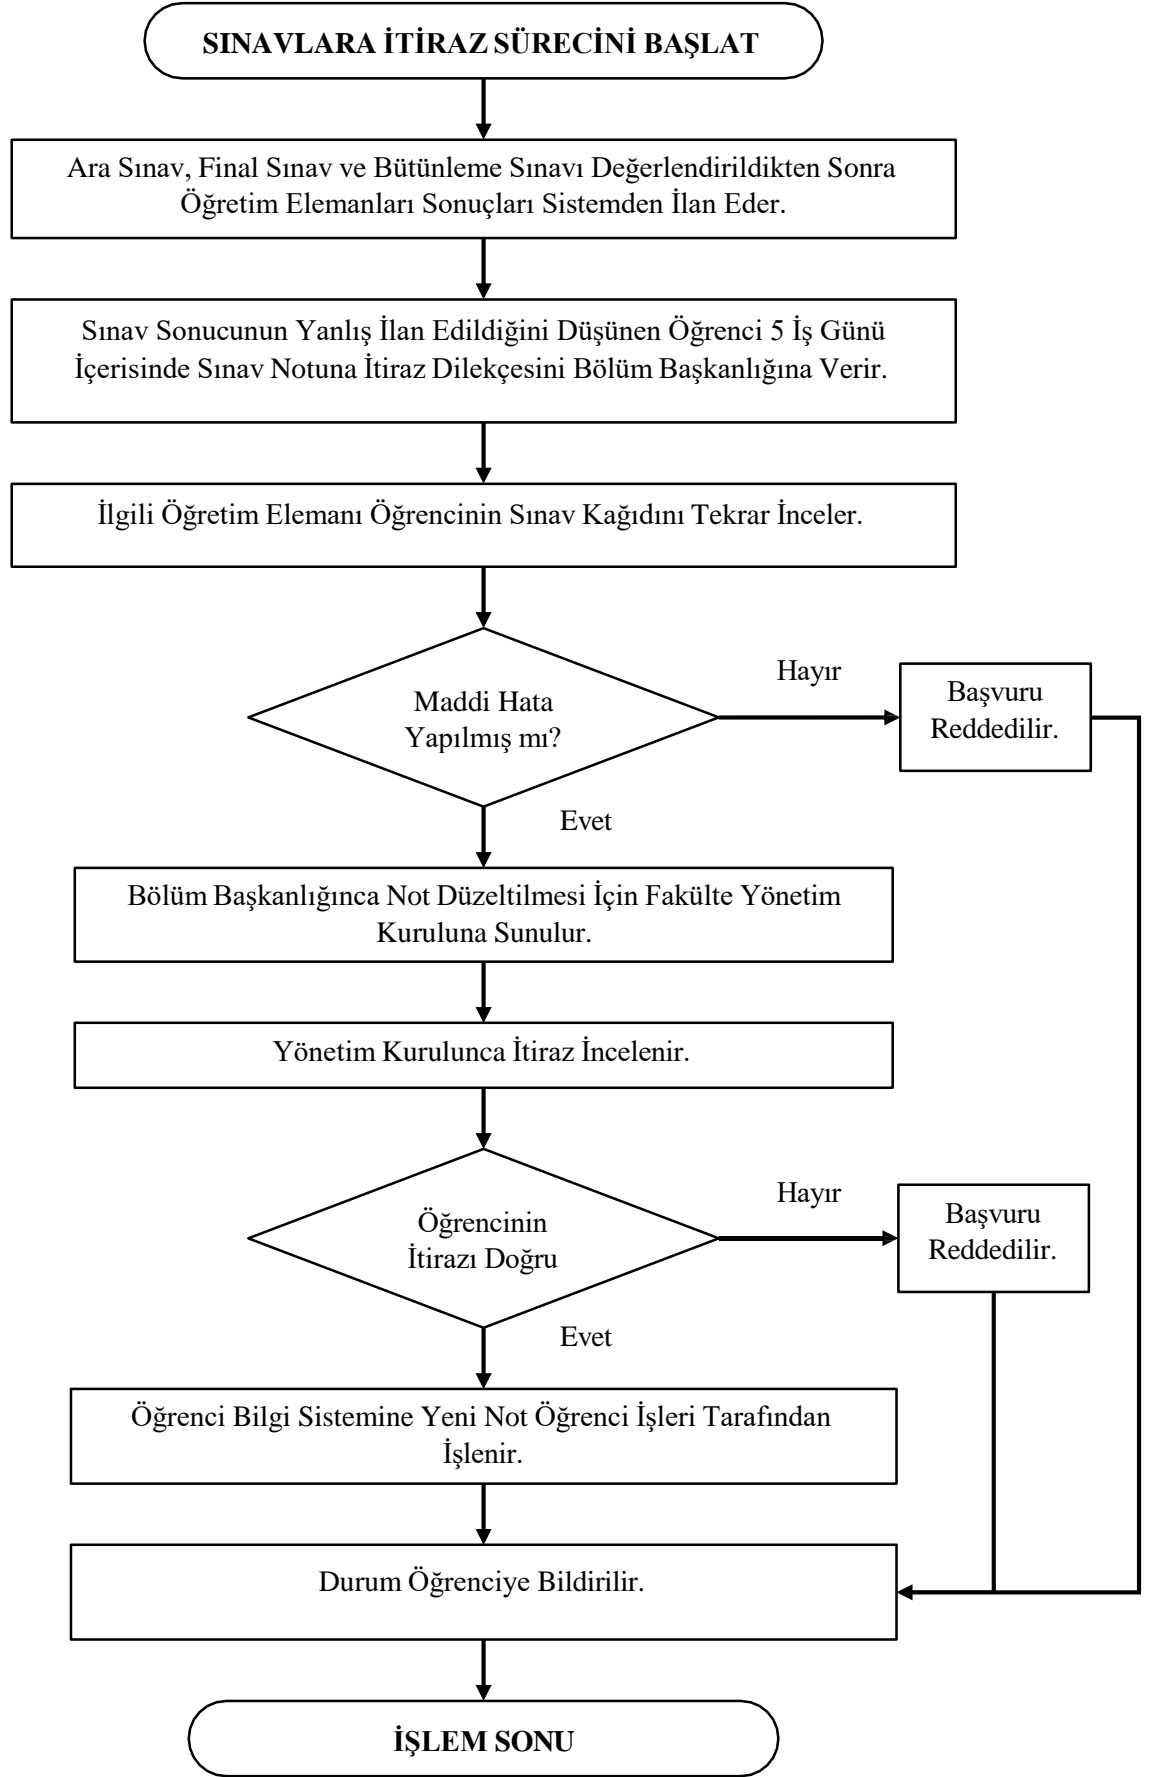 SINAVLARA İTİRAZ SÜRECİNİ BAŞLAT
Ara Sınav, Final Sınav ve Bütünleme Sınavı Değerlendirildikten Sonra
Öğretim Elemanları Sonuçları Sistemden İlan Eder.
Sınav Sonucunun Yanlış İlan Edildiğini Düşünen Öğrenci 5 İş Günü
İçerisinde Sınav Notuna İtiraz Dilekçesini Bölüm Başkanlığına Verir.
İlgili Öğretim Elemanı Öğrencinin Sınav Kağıdını Tekrar İnceler.
Maddi Hata
Yapılmış mı?
Hayır
Başvuru
Reddedilir.
Evet
Bölüm Başkanlığınca Not Düzeltilmesi İçin Fakülte Yönetim
Kuruluna Sunulur.
Yönetim Kurulunca İtiraz İncelenir.
Öğrencinin
İtirazı Doğru
Hayır
Başvuru
Reddedilir.
Evet
Öğrenci Bilgi Sistemine Yeni Not Öğrenci İşleri Tarafından
İşlenir.
Durum Öğrenciye Bildirilir.
İŞLEM SONU